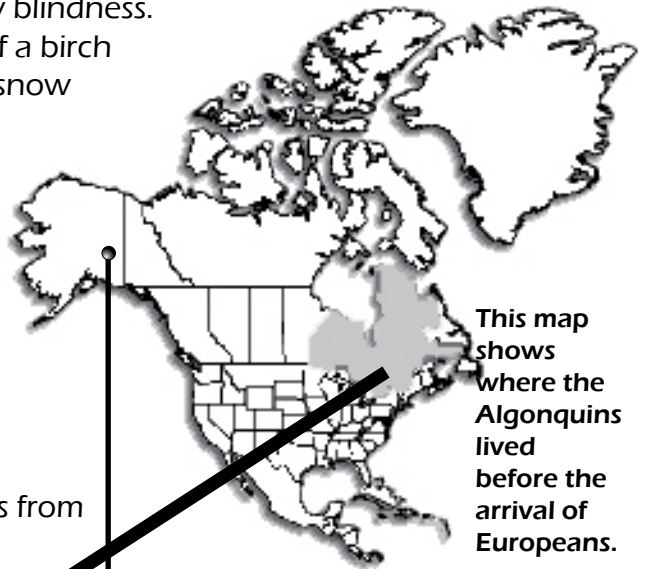 blindness.
f a birch
snow
This map
shows
where the
Algonquins
lived
before the
arrival of
Europeans.
s from